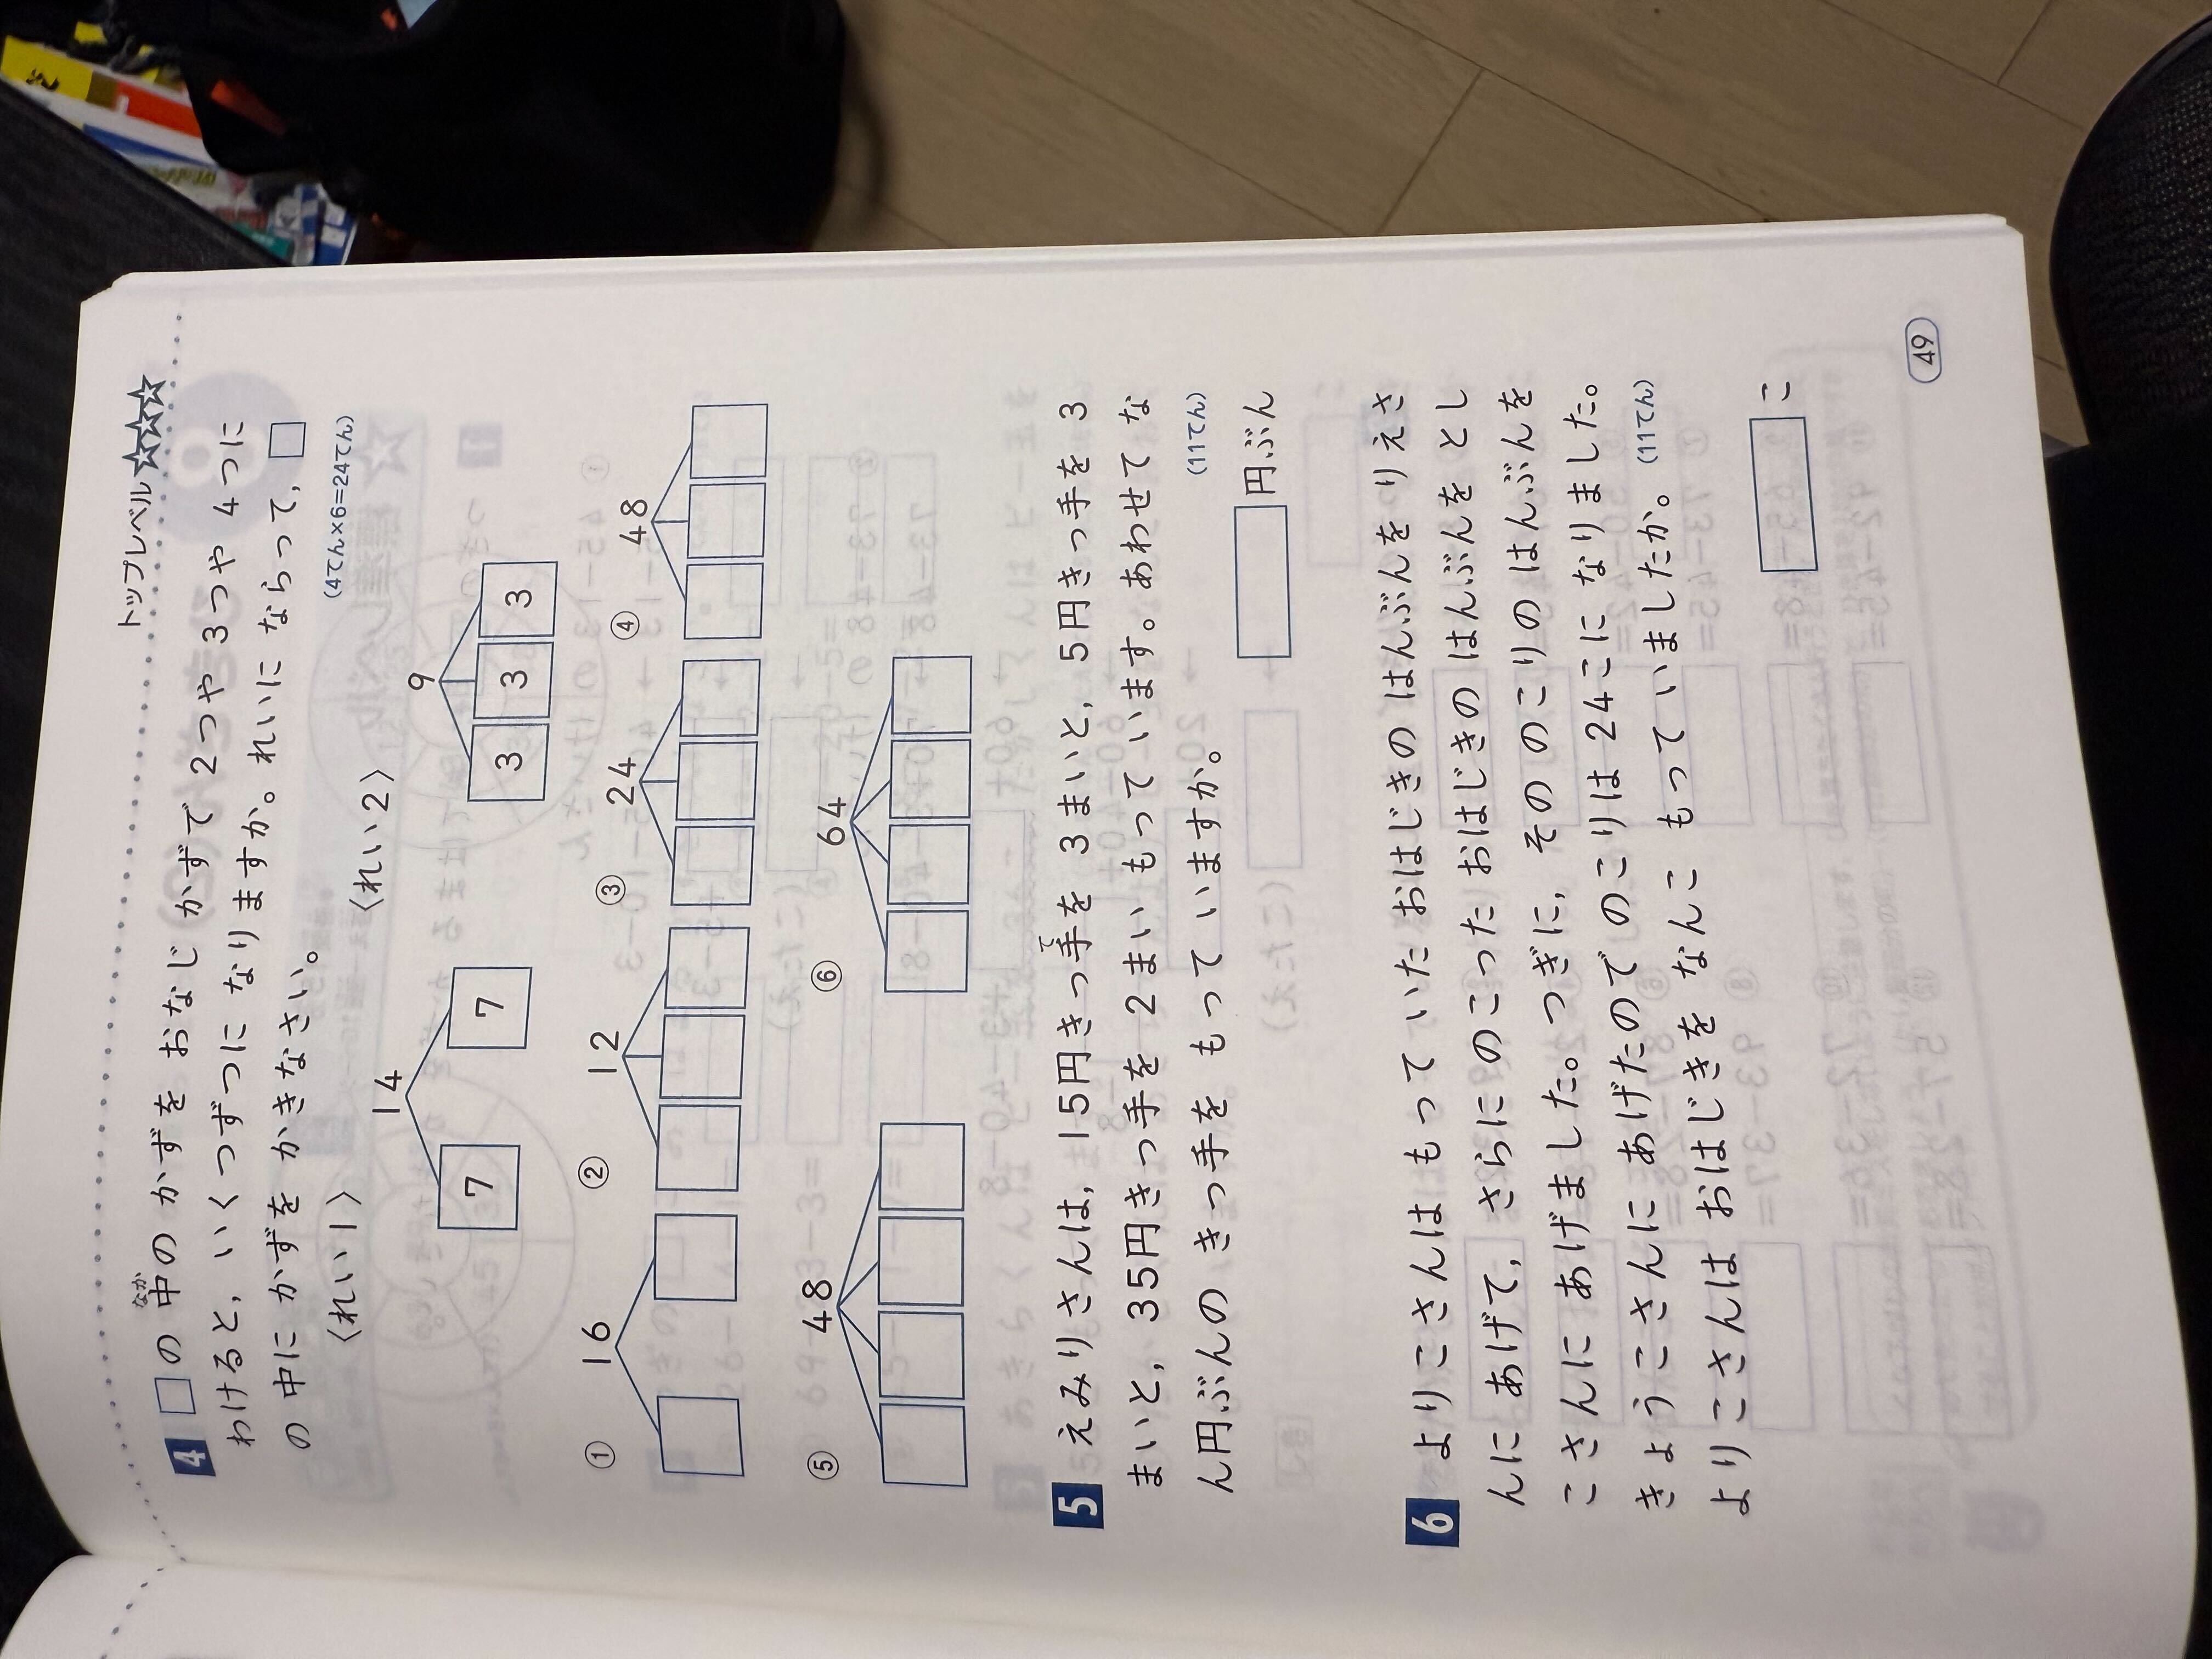 トップレベル ☆☆☆
4 □の 中の かずを おなじ かずで 2つや 3つや 4つに
なか
わけると, いくつずつに なりますか。れいに ならって, □
の 中に かずを かきなさい。
(4てん×6=24てん)
〈れい1〉 〈れい2〉
14 9
7 7 3 3 3
① 16 ② 12 ③ 24 ④ 48
⑤ 48 ⑥ 64
5 えみりさんは, 15円きっ手を 3まいと, 5円きっ手を 3
て
まいと, 35円きっ手を 2まい もって います。あわせて な
ん円ぶんの きっ手を もって いますか。
(11てん)
円ぶん
6 よりこさんは もって いた おはじきの はんぶんを りえさ
んに あげて, さらに のこった おはじきの はんぶんを とし
こさんに あげました。つぎに, その のこりの はんぶんを
きょうこさんに あげたので のこりは 24こに なりました。
よりこさんは おはじきを なんこ もって いましたか。
(11てん)
こ
49